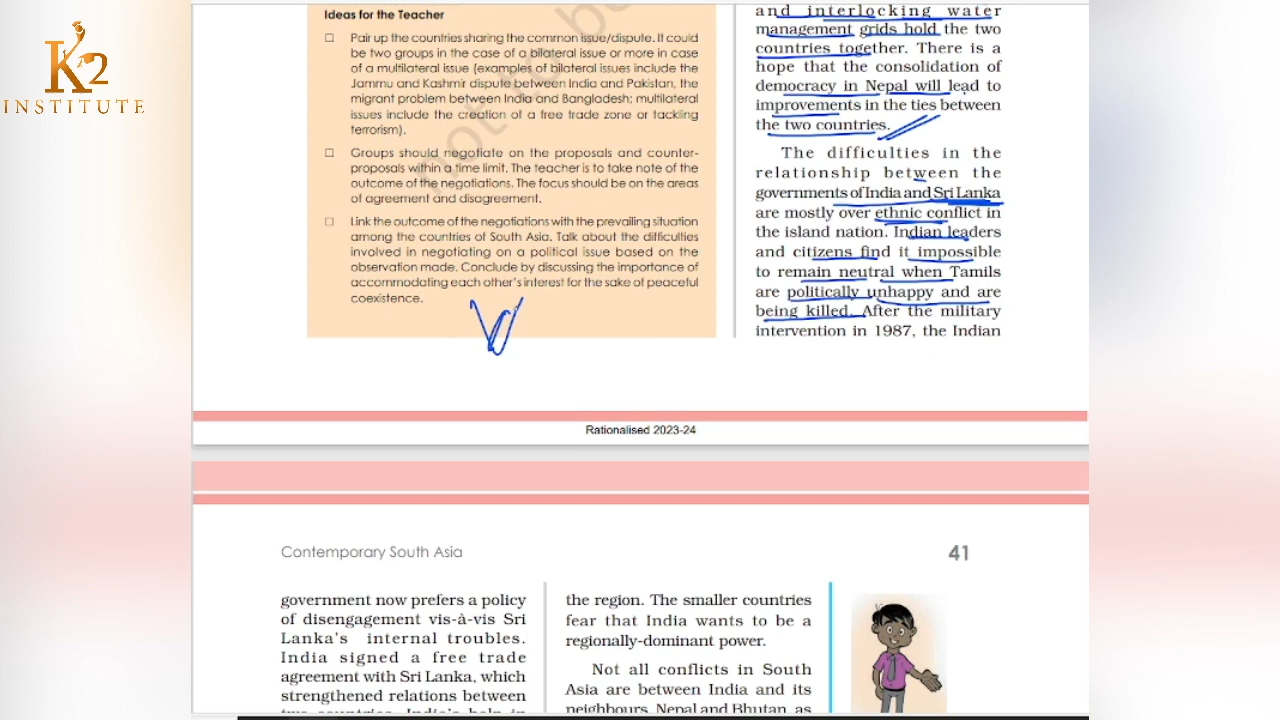 K2
INSTITUTE
Ideas for the Teacher
□ Pair up the countries sharing the common issue/dispute. It could
be two groups in the case of a bilateral issue or more in case
of a multilateral issue (examples of bilateral issues include the
Jammu and Kashmir dispute between India and Pakistan, the
migrant problem between India and Bangladesh; multilateral
issues include the creation of a free trade zone or tackling
terrorism).
□ Groups should negotiate on the proposals and counter-
proposals within a time limit. The teacher is to take note of the
outcome of the negotiations. The focus should be on the areas
of agreement and disagreement.
□ Link the outcome of the negotiations with the prevailing situation
among the countries of South Asia. Talk about the difficulties
involved in negotiating on a political issue based on the
observation made. Conclude by discussing the importance of
accommodating each other's interest for the sake of peaceful
coexistence.
not to be
and interlocking water
management grids hold the two
countries together. There is a
hope that the consolidation of
democracy in Nepal will lead to
improvements in the ties between
the two countries.
The difficulties in the
relationship between the
governments of India and Sri Lanka
are mostly over ethnic conflict in
the island nation. Indian leaders
and citizens find it impossible
to remain neutral when Tamils
are politically unhappy and are
being killed. After the military
intervention in 1987, the Indian
Rationalised 2023-24
Contemporary South Asia
41
government now prefers a policy
of disengagement vis-à-vis Sri
Lanka's internal troubles.
India signed a free trade
agreement with Sri Lanka, which
strengthened relations between
two countries. India's help in
the region. The smaller countries
fear that India wants to be a
regionally-dominant power.
Not all conflicts in South
Asia are between India and its
neighbours. Nepal and Bhutan, as